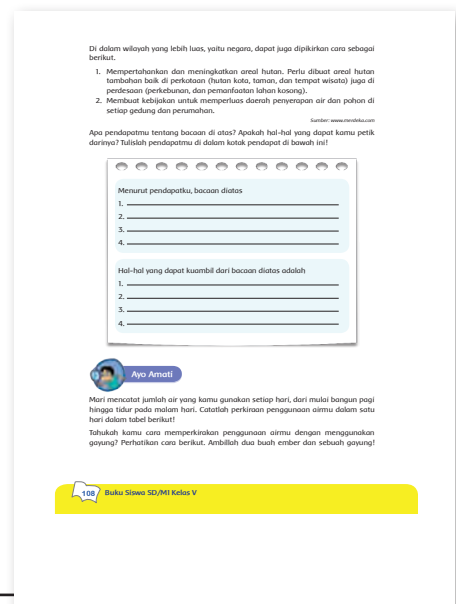 Di dalam wilayah yang lebih luas, yaitu negara, dapat juga dipikirkan cara sebagai
berikut.
1. Mempertahankan dan meningkatkan areal hutan. Perlu dibuat areal hutan
tambahan baik di perkotaan (hutan kota, taman, dan tempat wisata) juga di
perdesaan (perkebunan, dan pemanfaatan lahan kosong).
2. Membuat kebijakan untuk memperluas daerah penyerapan air dan pohon di
setiap gedung dan perumahan.
Sumber: www.merdeka.com
Apa pendapatmu tentang bacaan di atas? Apakah hal-hal yang dapat kamu petik
darinya? Tulislah pendapatmu di dalam kotak pendapat di bawah ini!
Menurut pendapatku, bacaan diatas
1.
2.
3.
4.
Hal-hal yang dapat kuambil dari bacaan diatas adalah
1.
2.
3.
4.
Ayo Amati
Mari mencatat jumlah air yang kamu gunakan setiap hari, dari mulai bangun pagi
hingga tidur pada malam hari. Catatlah perkiraan penggunaan airmu dalam satu
hari dalam tabel berikut!
Tahukah kamu cara memperkirakan penggunaan airmu dengan menggunakan
gayung? Perhatikan cara berikut. Ambillah dua buah ember dan sebuah gayung!
108 Buku Siswa SD/MI Kelas V